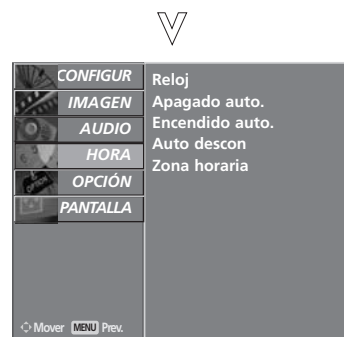 CONFIGUR
IMAGEN
AUDIO
HORA
OPCIÓN
PANTALLA
Mover MENU Prev.
Reloj
Apagado auto.
Encendido auto.
Auto descon
Zona horaria